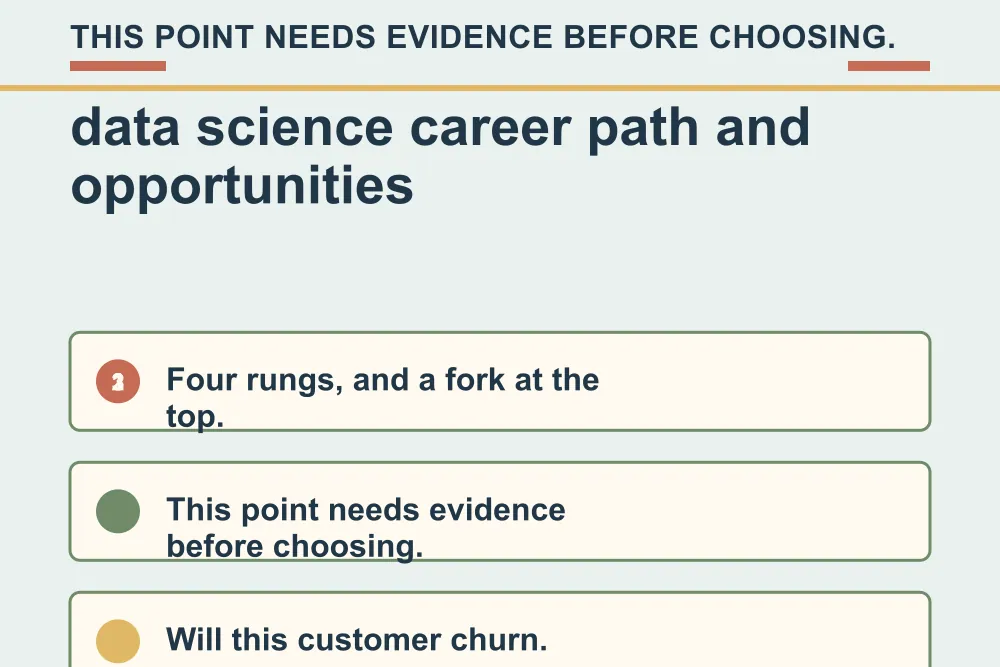 THIS POINT NEEDS EVIDENCE BEFORE CHOOSING.
data science career path and
opportunities
Four rungs, and a fork at the
top.
This point needs evidence
before choosing.
Will this customer churn.